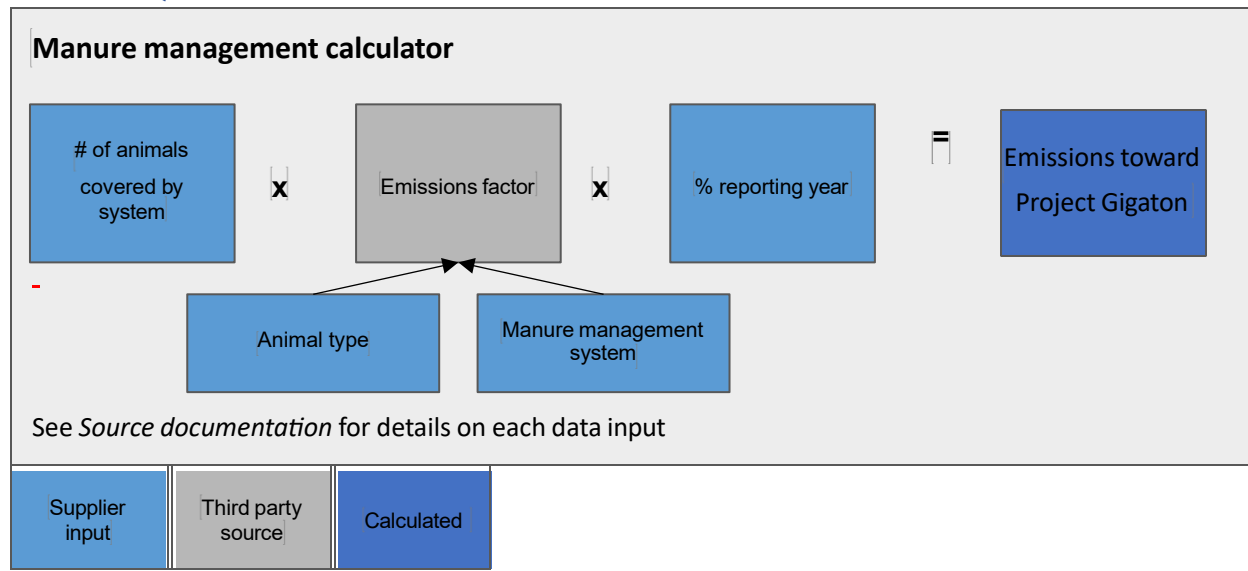 Manure management calculator
# of animals
covered by
system
x
Emissions factor
x
% reporting year
=
Emissions toward
Project Gigaton
Animal type
Manure management
system
See Source documentation for details on each data input
Supplier
input
Third party
source
Calculated